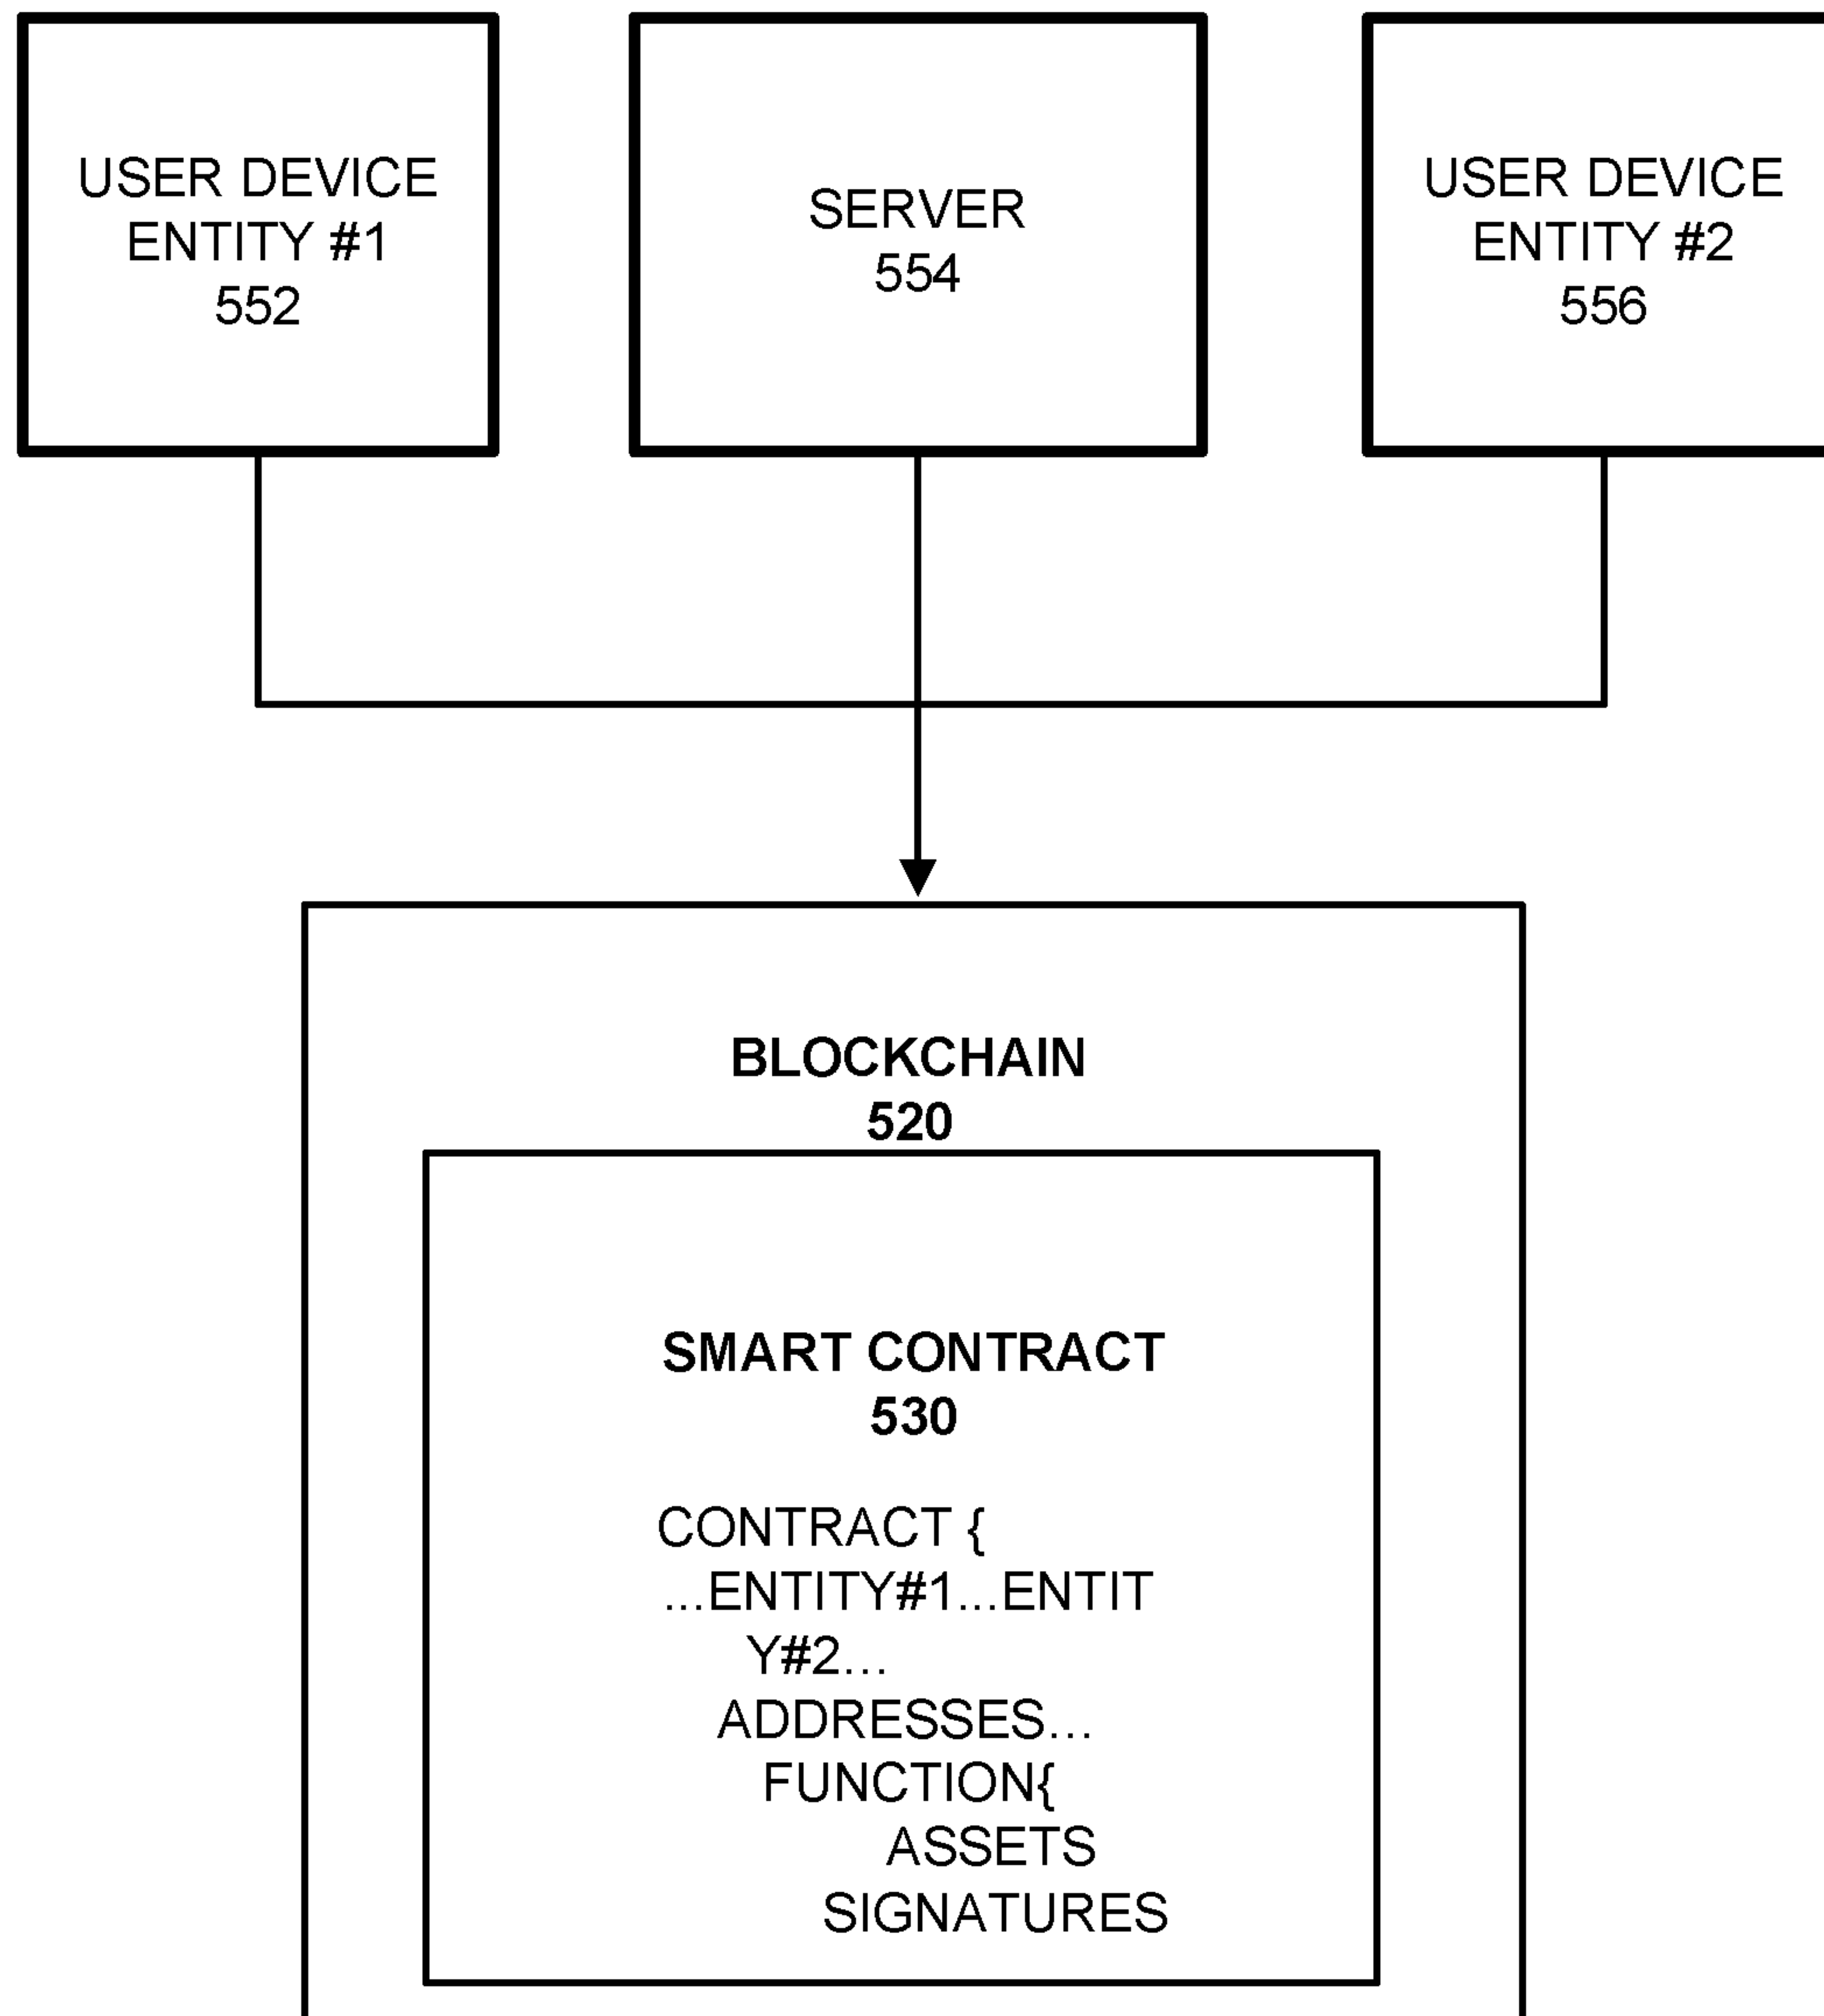 USER DEVICE
ENTITY #1
552
SERVER
554
USER DEVICE
ENTITY #2
556
BLOCKCHAIN
520
SMART CONTRACT
530
CONTRACT {
...ENTITY#1...ENTIT
Y#2...
ADDRESSES...
FUNCTION{
ASSETS
SIGNATURES